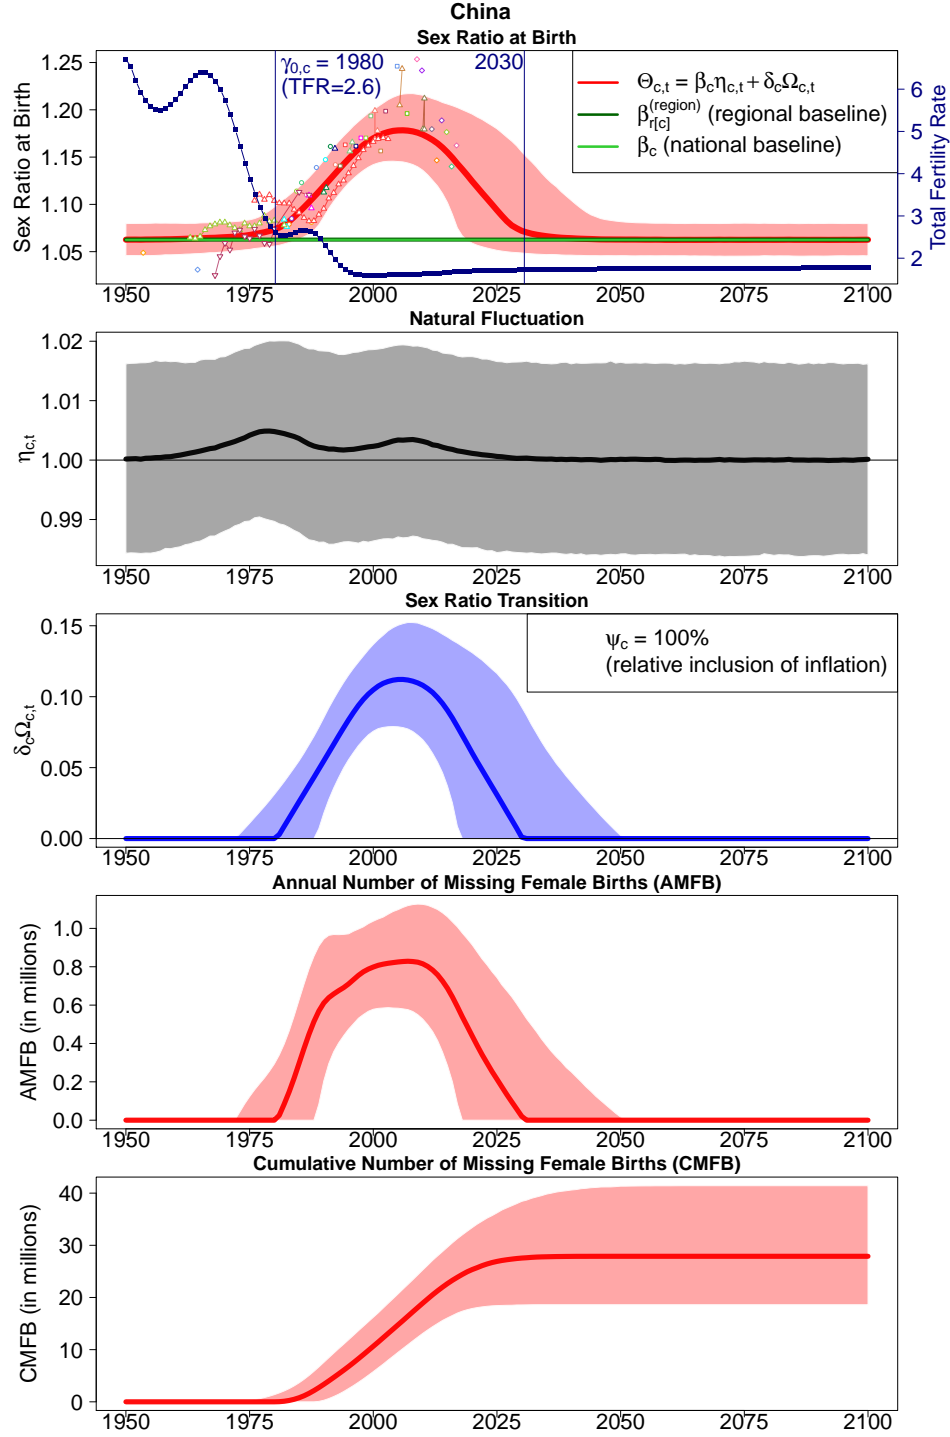 China
Sex Ratio at Birth
γ0,c = 1980
(TFR=2.6)
2030
Θc,t = βcηc,t + δcΩc,t
βr[c](region) (regional baseline)
βc (national baseline)
Sex Ratio at Birth
1.25
1.20
1.15
1.10
1.05
Total Fertility Rate
6
5
4
3
2
1950 1975 2000 2025 2050 2075 2100
Natural Fluctuation
ηc,t
1.02
1.01
1.00
0.99
1950 1975 2000 2025 2050 2075 2100
Sex Ratio Transition
ψc = 100%
(relative inclusion of inflation)
δcΩc,t
0.15
0.10
0.05
0.00
1950 1975 2000 2025 2050 2075 2100
Annual Number of Missing Female Births (AMFB)
AMFB (in millions)
1.0
0.8
0.6
0.4
0.2
0.0
1950 1975 2000 2025 2050 2075 2100
Cumulative Number of Missing Female Births (CMFB)
CMFB (in millions)
40
30
20
10
0
1950 1975 2000 2025 2050 2075 2100